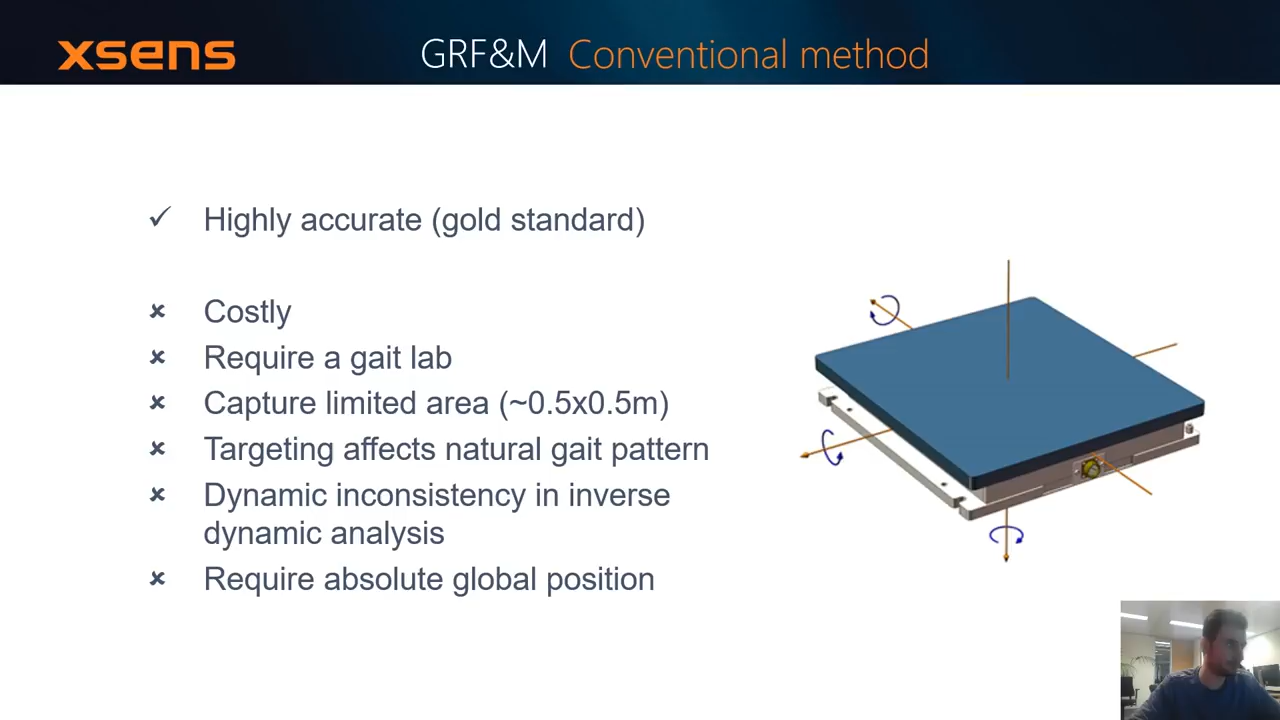 xsens
GRF&M Conventional method
✓ Highly accurate (gold standard)
✗ Costly
✗ Require a gait lab
✗ Capture limited area (~0.5x0.5m)
✗ Targeting affects natural gait pattern
✗ Dynamic inconsistency in inverse
dynamic analysis
✗ Require absolute global position